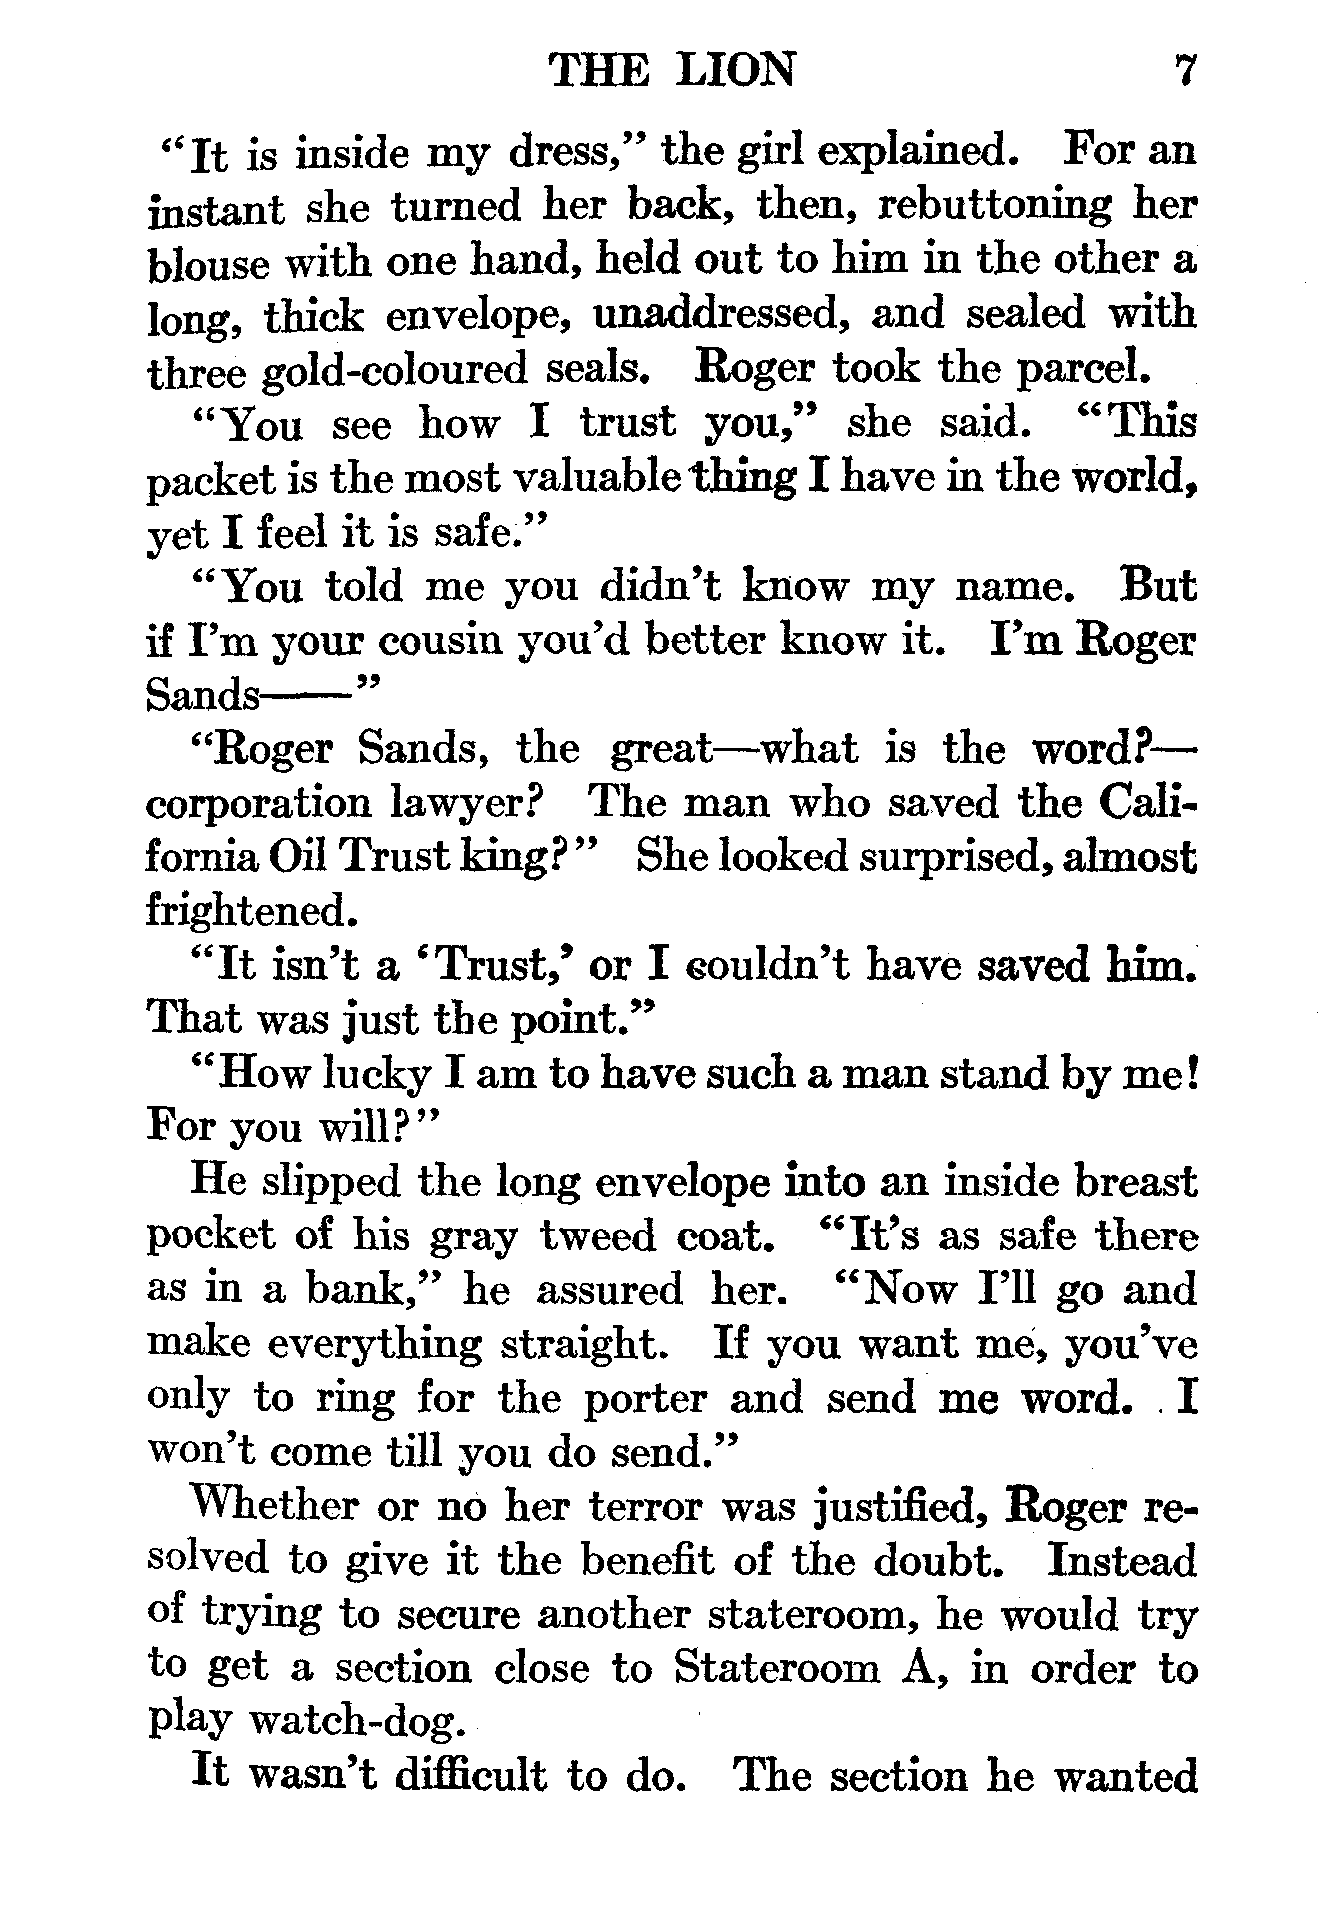 THE LION 7
"It is inside my dress," the girl explained. For an
instant she turned her back, then, rebuttoning her
blouse with one hand, held out to him in the other a
long, thick envelope, unaddressed, and sealed with
three gold-coloured seals. Roger took the parcel.
"You see how I trust you," she said. "This
packet is the most valuable thing I have in the world,
yet I feel it is safe."
"You told me you didn't know my name. But
if I'm your cousin you'd better know it. I'm Roger
Sands——"
"Roger Sands, the great—what is the word?—
corporation lawyer? The man who saved the Cali-
fornia Oil Trust king?" She looked surprised, almost
frightened.
"It isn't a 'Trust,' or I couldn't have saved him.
That was just the point."
"How lucky I am to have such a man stand by me!
For you will?"
He slipped the long envelope into an inside breast
pocket of his gray tweed coat. "It's as safe there
as in a bank," he assured her. "Now I'll go and
make everything straight. If you want me, you've
only to ring for the porter and send me word. I
won't come till you do send."
Whether or no her terror was justified, Roger re-
solved to give it the benefit of the doubt. Instead
of trying to secure another stateroom, he would try
to get a section close to Stateroom A, in order to
play watch-dog.
It wasn't difficult to do. The section he wanted